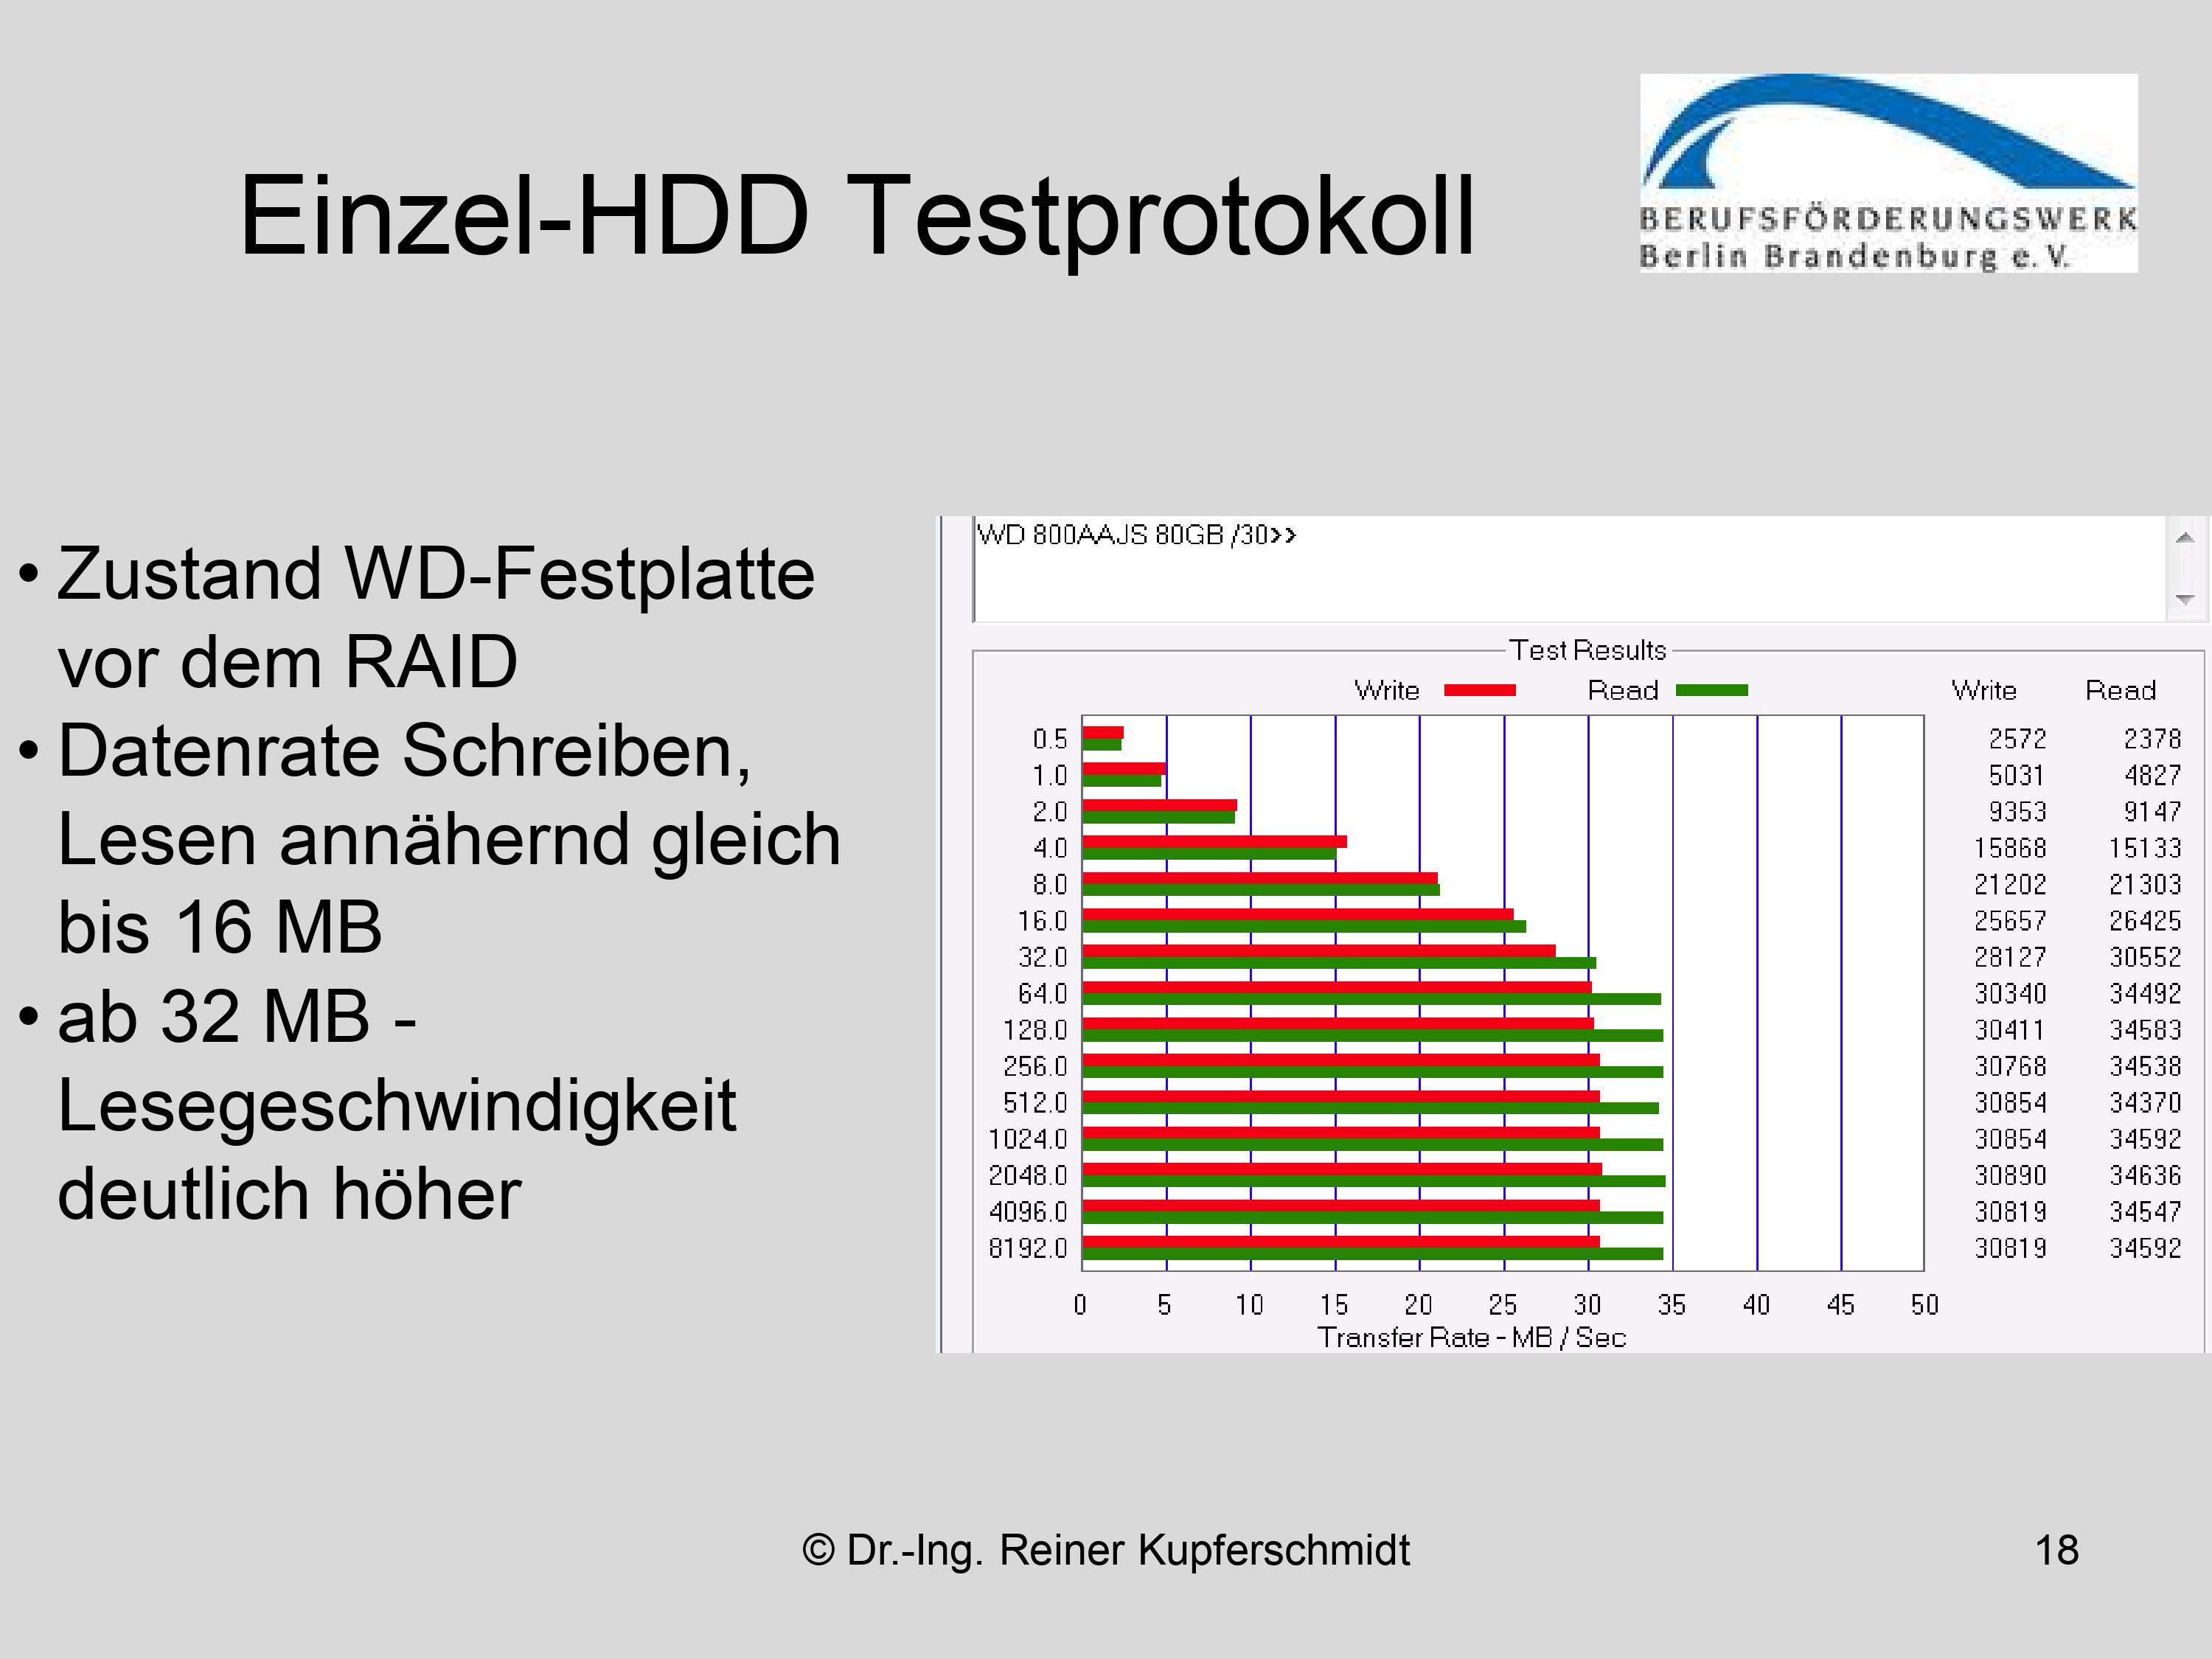 Einzel-HDD Testprotokoll
BERUFSFÖRDERUNGSWERK
Berlin Brandenburg e. V.
• Zustand WD-Festplatte
vor dem RAID
• Datenrate Schreiben,
Lesen annähernd gleich
bis 16 MB
• ab 32 MB -
Lesegeschwindigkeit
deutlich höher
WD 800AAJS 80GB /30>>
Test Results
Write Read Write Read
0.5 2572 2378
1.0 5031 4827
2.0 9353 9147
4.0 15868 15133
8.0 21202 21303
16.0 25657 26425
32.0 28127 30552
64.0 30340 34492
128.0 30411 34583
256.0 30768 34538
512.0 30854 34370
1024.0 30854 34592
2048.0 30890 34636
4096.0 30819 34547
8192.0 30819 34592
0 5 10 15 20 25 30 35 40 45 50
Transfer Rate - MB / Sec
© Dr.-Ing. Reiner Kupferschmidt
18